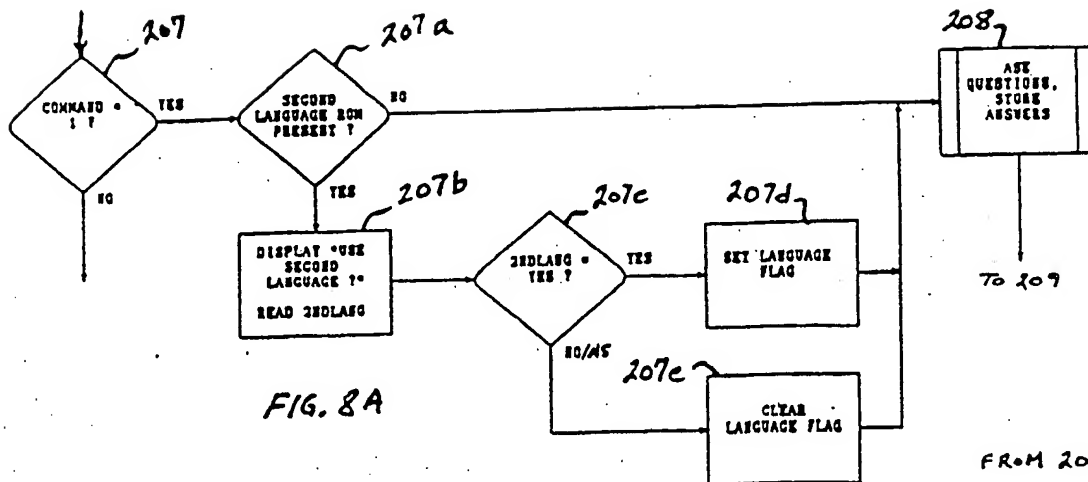 207
COMMAND =
1 ?
YES
NO
207a
SECOND
LANGUAGE ROM
PRESENT ?
NO
YES
207b
DISPLAY "USE
SECOND
LANGUAGE ?"
READ 2NDLANG
207c
2NDLANG =
YES ?
YES
NO/NS
207d
SET LANGUAGE
FLAG
207e
CLEAR
LANGUAGE FLAG
208
ASK
QUESTIONS,
STORE
ANSWERS
TO 209
FIG. 8A
FROM 20